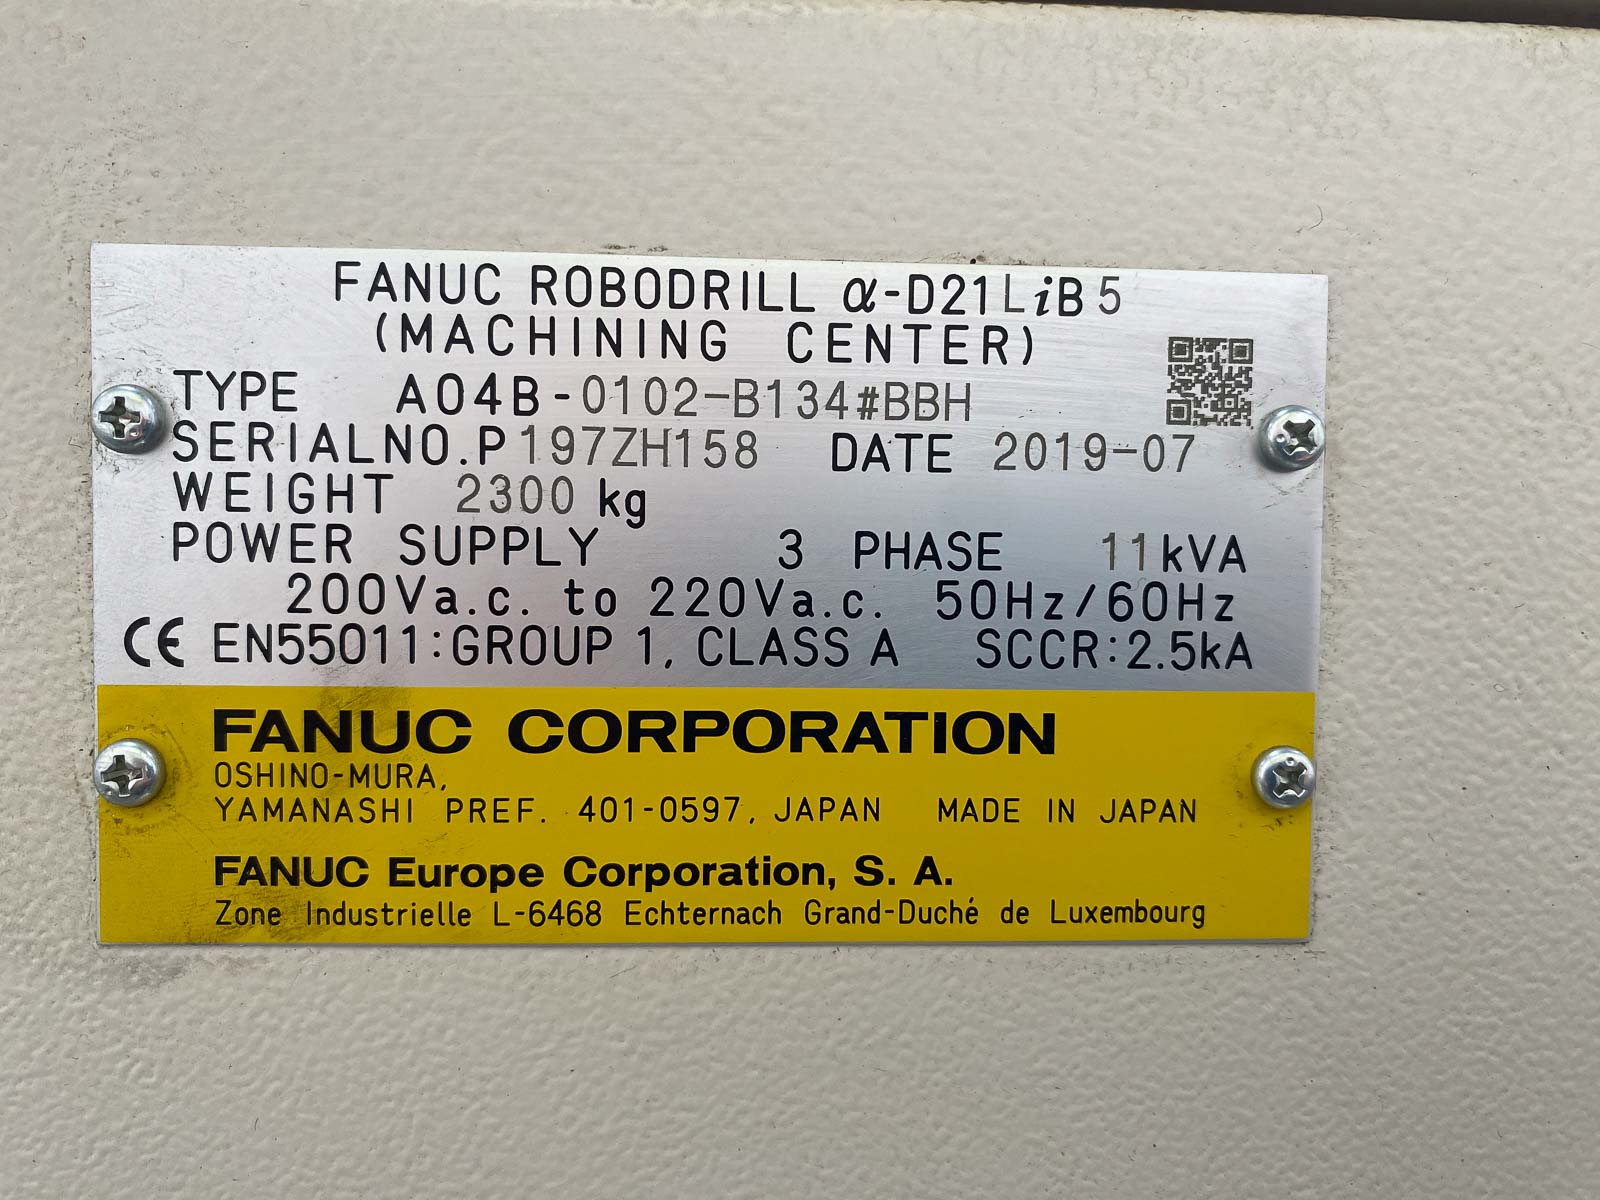 FANUC ROBODRILL α-D21LiB5
(MACHINING CENTER)
TYPE A04B-0102-B134#BBH
SERIALNO.P197ZH158 DATE 2019-07
WEIGHT 2300 kg
POWER SUPPLY 3 PHASE 11kVA
200Va.c. to 220Va.c. 50Hz/60Hz
CE EN55011:GROUP 1, CLASS A SCCR:2.5kA
FANUC CORPORATION
OSHINO-MURA,
YAMANASHI PREF. 401-0597, JAPAN MADE IN JAPAN
FANUC Europe Corporation, S. A.
Zone Industrielle L-6468 Echternach Grand-Duché de Luxembourg